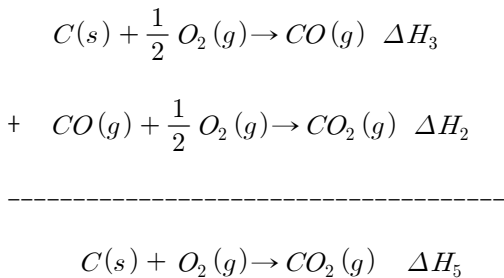 C(s) + 1/2 O₂(g) → CO(g) ΔH₃
+ CO(g) + 1/2 O₂(g) → CO₂(g) ΔH₂
------------------------------------
C(s) + O₂(g) → CO₂(g) ΔH₅